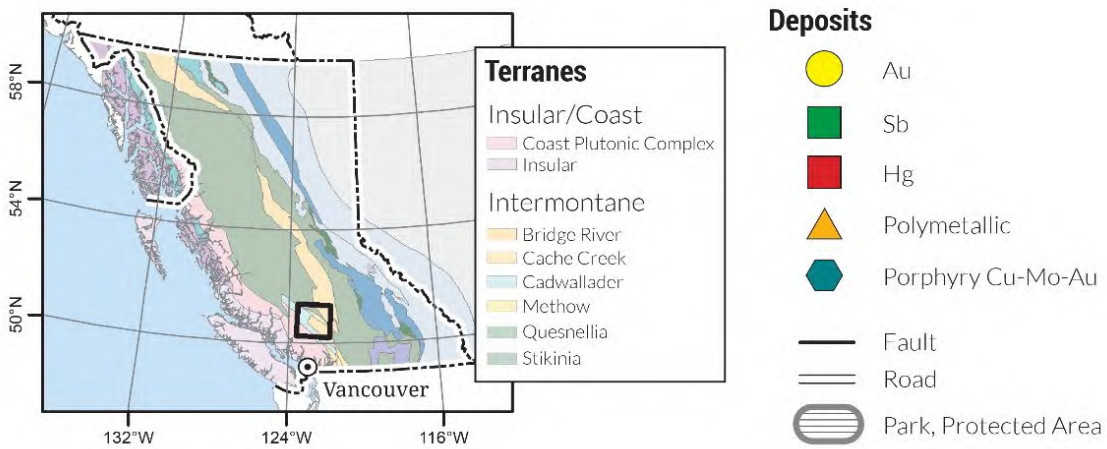 58°N
54°N
50°N
132°W
124°W
116°W
Vancouver
Terranes
Insular/Coast
Coast Plutonic Complex
Insular
Intermontane
Bridge River
Cache Creek
Cadwallader
Methow
Quesnellia
Stikinia
Deposits
Au
Sb
Hg
Polymetallic
Porphyry Cu-Mo-Au
Fault
Road
Park, Protected Area